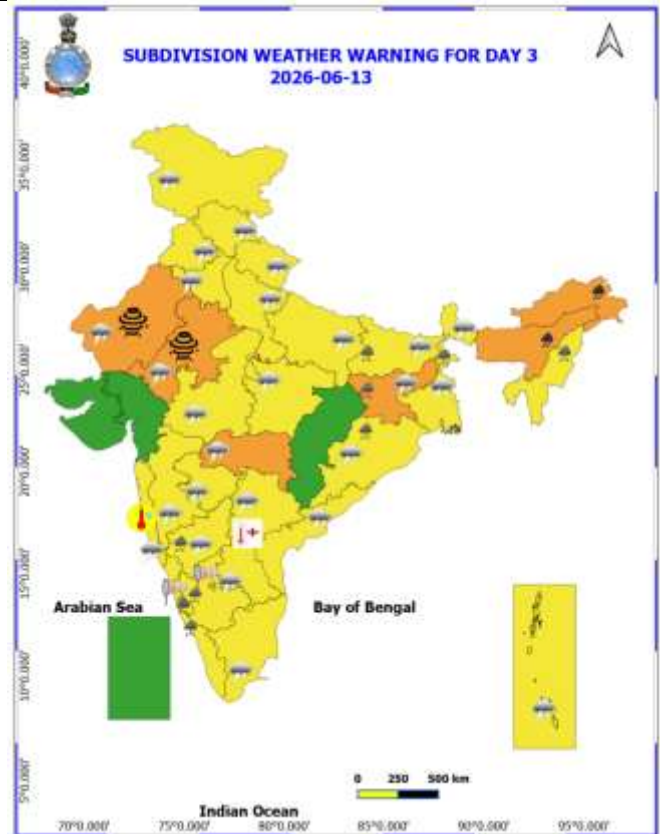 SUBDIVISION WEATHER WARNING FOR DAY 3
2026-06-13
40°0.000'
35°0.000'
30°0.000'
25°0.000'
20°0.000'
15°0.000'
10°0.000'
5°0.000'
Arabian Sea
Bay of Bengal
Indian Ocean
0 250 500 km
70°0.000' 75°0.000' 80°0.000' 85°0.000' 90°0.000' 95°0.000'